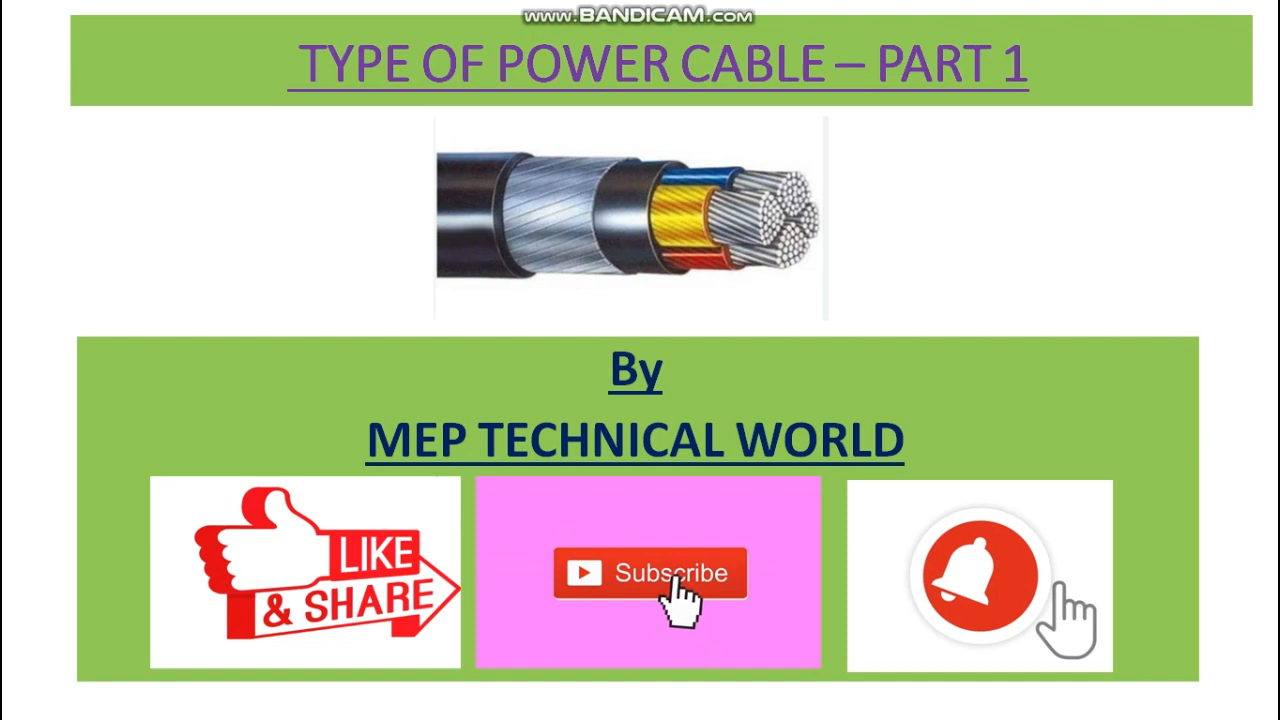 www.BANDICAM.com
TYPE OF POWER CABLE – PART 1
By
MEP TECHNICAL WORLD
LIKE
& SHARE
Subscribe